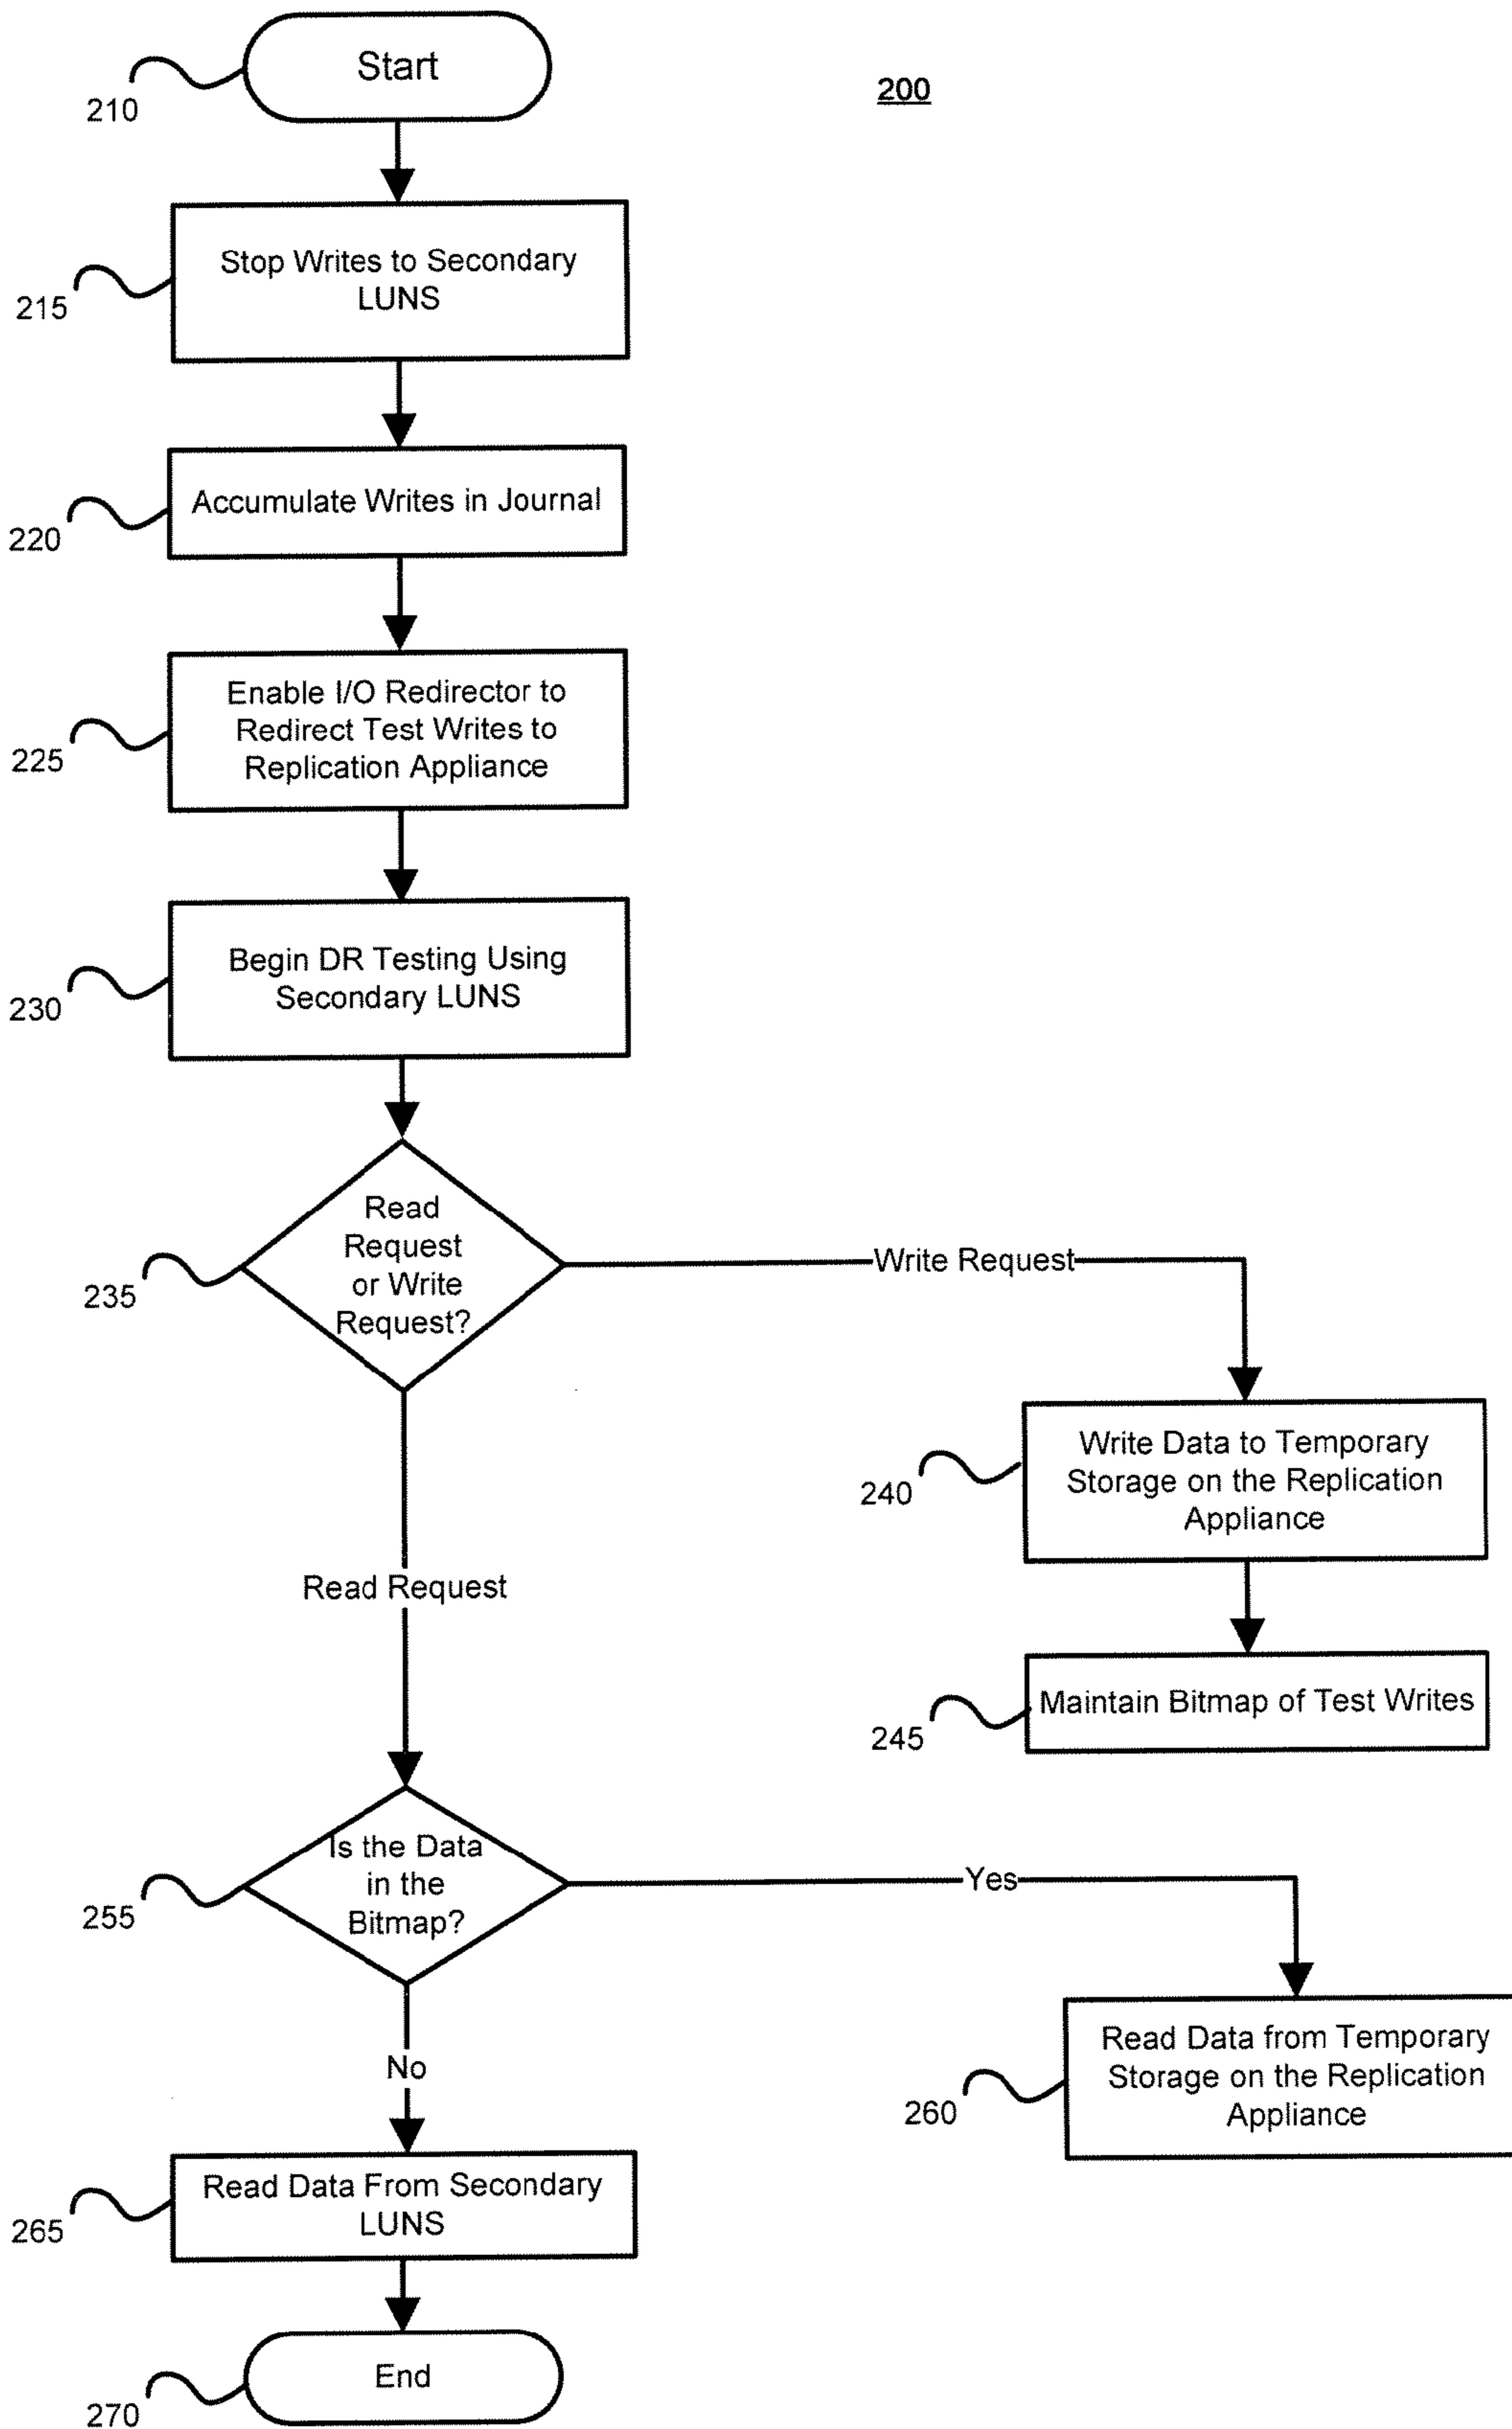 Start
210
200
Stop Writes to Secondary
LUNS
215
Accumulate Writes in Journal
220
Enable I/O Redirector to
Redirect Test Writes to
Replication Appliance
225
Begin DR Testing Using
Secondary LUNS
230
Read
Request
or Write
Request?
235
Write Request
Write Data to Temporary
Storage on the Replication
Appliance
240
Read Request
Maintain Bitmap of Test Writes
245
Is the Data
in the
Bitmap?
255
Yes
Read Data from Temporary
Storage on the Replication
Appliance
260
No
Read Data From Secondary
LUNS
265
End
270